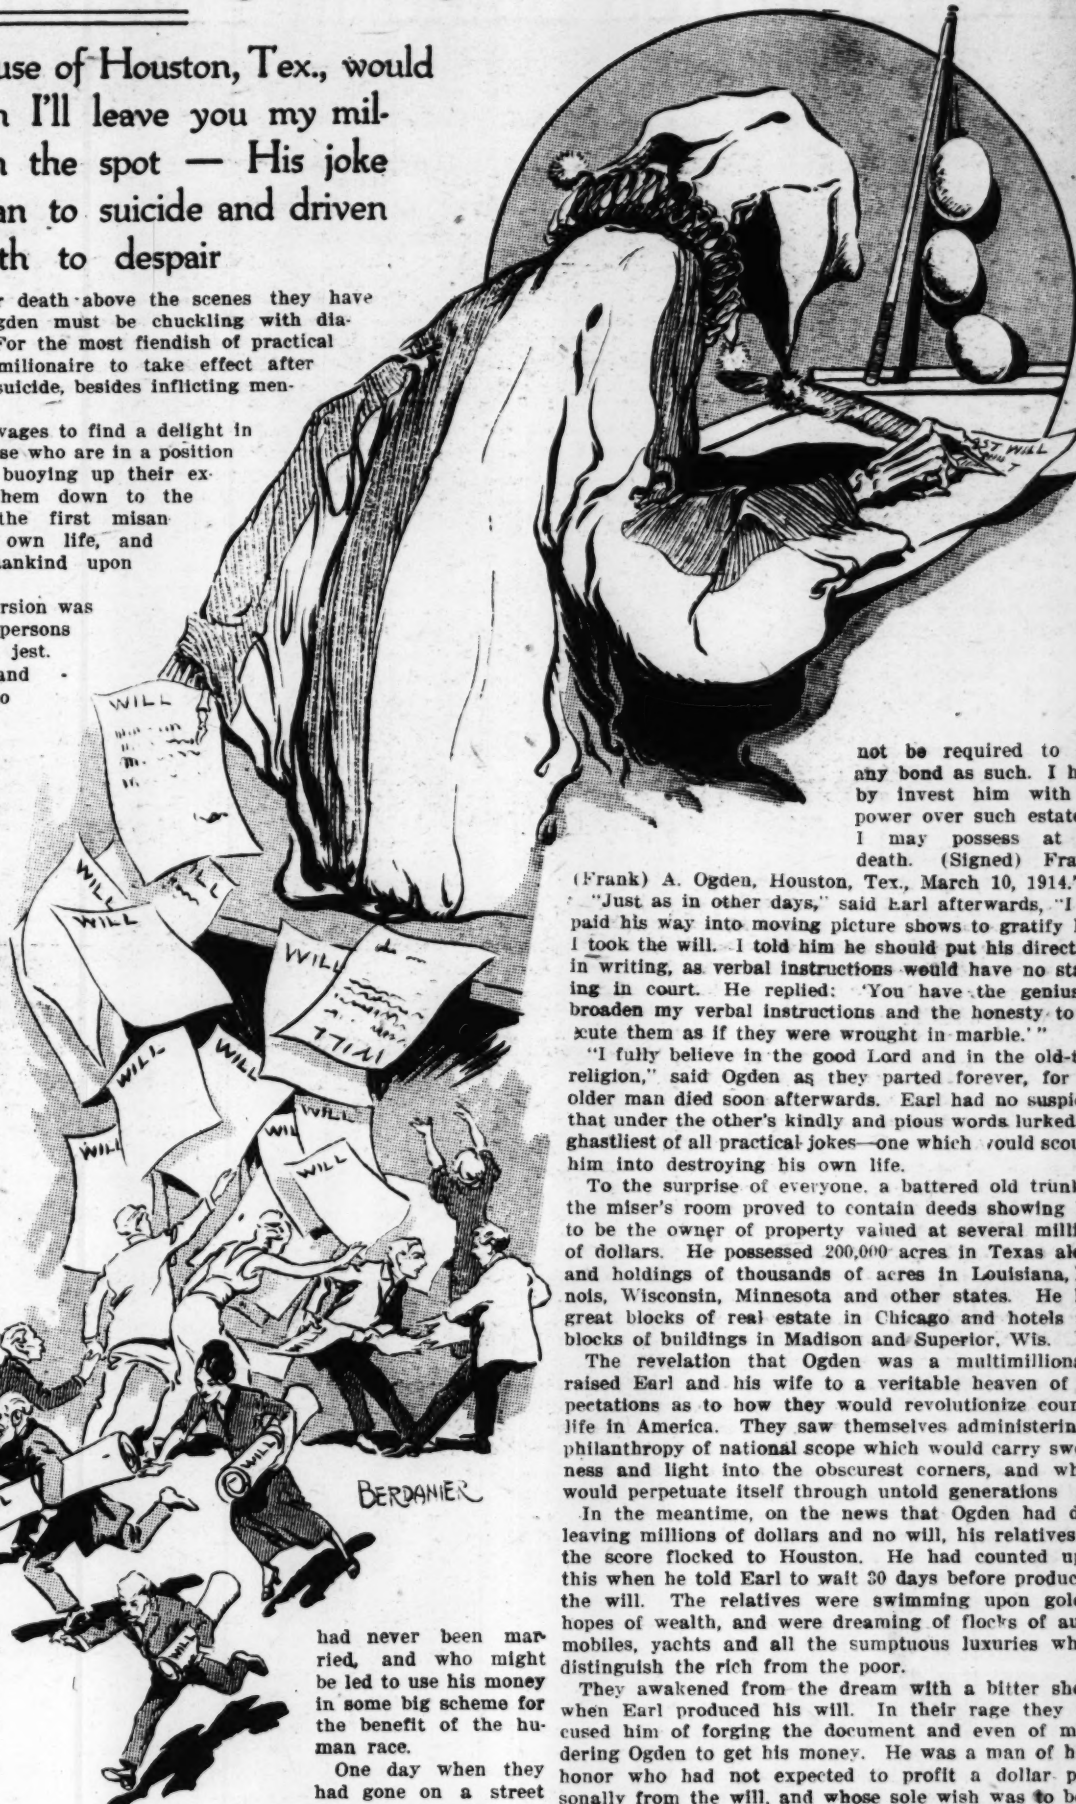 use of Houston, Tex., would
I'll leave you my mil-
the spot — His joke
an to suicide and driven
th to despair
death above the scenes they have
gden must be chuckling with dia-
For the most fiendish of practical
milionaire to take effect after
suicide, besides inflicting men-
vages to find a delight in
se who are in a position
buoying up their ex-
hem down to the
the first misan
own life, and
ankind upon
rsion was
persons
jest.
and
o
LAST WILL
WILL
WILL
WILL
WILL
WILL
WILL
WILL
WILL
WILL
WIL
WILL
WILL
WILL
BERDANIER
had never been mar-
ried, and who might
be led to use his money
in some big scheme for
the benefit of the hu-
man race.
One day when they
had gone on a street
not be required to
any bond as such. I h
by invest him with
power over such estate
I may possess at
death. (Signed) Fra
(Frank) A. Ogden, Houston, Tex., March 10, 1914."
"Just as in other days," said Earl afterwards, "I
paid his way into moving picture shows to gratify
I took the will. I told him he should put his direct
in writing, as verbal instructions would have no sta
ing in court. He replied: 'You have the genius
broaden my verbal instructions and the honesty to
cute them as if they were wrought in marble.'"
"I fully believe in the good Lord and in the old-
religion," said Ogden as they parted forever, for
older man died soon afterwards. Earl had no suspi
that under the other's kindly and pious words lurked
ghastliest of all practical jokes—one which would scou
him into destroying his own life.
To the surprise of everyone, a battered old trunk
the miser's room proved to contain deeds showing
to be the owner of property valued at several milli
of dollars. He possessed 200,000 acres in Texas al
and holdings of thousands of acres in Louisiana,
nois, Wisconsin, Minnesota and other states. He
great blocks of real estate in Chicago and hotels
blocks of buildings in Madison and Superior, Wis.
The revelation that Ogden was a multimillion
raised Earl and his wife to a veritable heaven of
pectations as to how they would revolutionize coun
life in America. They saw themselves administerin
philanthropy of national scope which would carry swe
ness and light into the obscurest corners, and wh
would perpetuate itself through untold generations
In the meantime, on the news that Ogden had d
leaving millions of dollars and no will, his relatives
the score flocked to Houston. He had counted up
this when he told Earl to wait 30 days before produc
the will. The relatives were swimming upon gol
hopes of wealth, and were dreaming of flocks of au
mobiles, yachts and all the sumptuous luxuries wh
distinguish the rich from the poor.
They awakened from the dream with a bitter sho
when Earl produced his will. In their rage they
cused him of forging the document and even of m
dering Ogden to get his money. He was a man of h
honor who had not expected to profit a dollar p
sonally from the will, and whose sole wish was to b